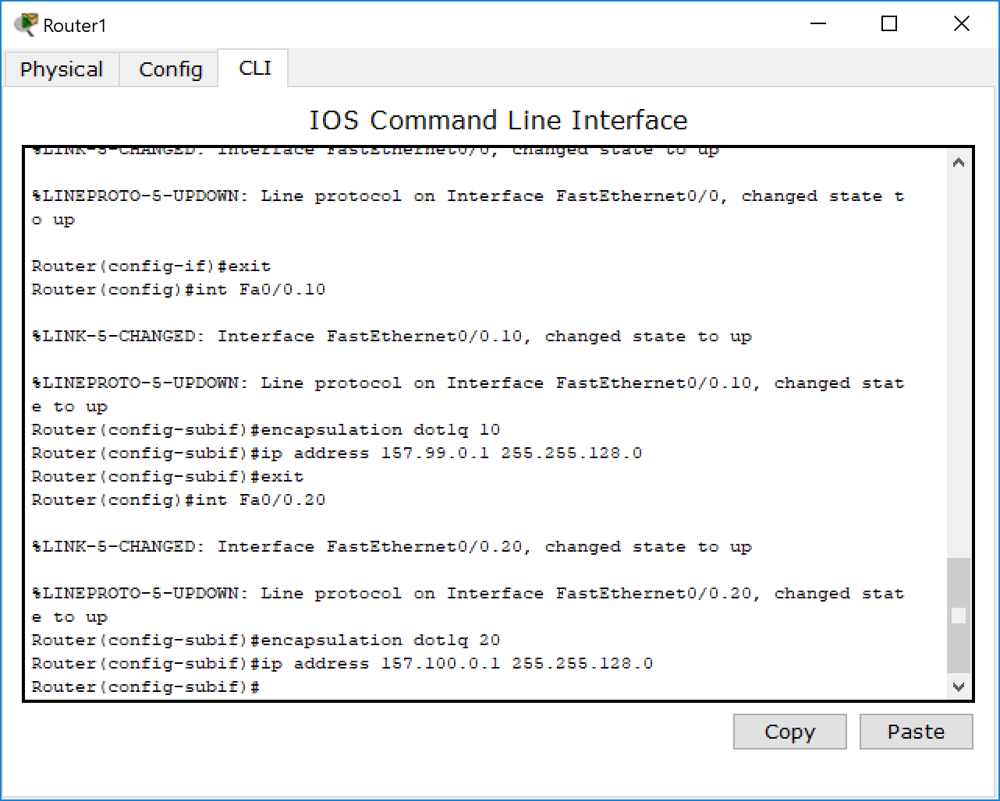 Router1
Physical Config CLI
IOS Command Line Interface
%LINK-5-CHANGED: Interface FastEthernet0/0, changed state to up
%LINEPROTO-5-UPDOWN: Line protocol on Interface FastEthernet0/0, changed state t
o up
Router(config-if)#exit
Router(config)#int Fa0/0.10
%LINK-5-CHANGED: Interface FastEthernet0/0.10, changed state to up
%LINEPROTO-5-UPDOWN: Line protocol on Interface FastEthernet0/0.10, changed stat
e to up
Router(config-subif)#encapsulation dot1q 10
Router(config-subif)#ip address 157.99.0.1 255.255.128.0
Router(config-subif)#exit
Router(config)#int Fa0/0.20
%LINK-5-CHANGED: Interface FastEthernet0/0.20, changed state to up
%LINEPROTO-5-UPDOWN: Line protocol on Interface FastEthernet0/0.20, changed stat
e to up
Router(config-subif)#encapsulation dot1q 20
Router(config-subif)#ip address 157.100.0.1 255.255.128.0
Router(config-subif)#
Copy Paste